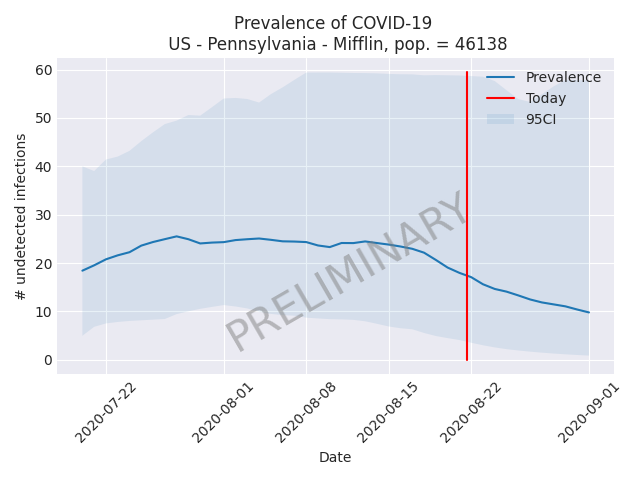 Prevalence of COVID-19
US - Pennsylvania - Mifflin, pop. = 46138
# undetected infections
60
50
40
30
20
10
0
Prevalence
Today
95CI
PRELIMINARY
2020-07-22
2020-08-01
2020-08-08
2020-08-15
2020-08-22
2020-09-01
Date